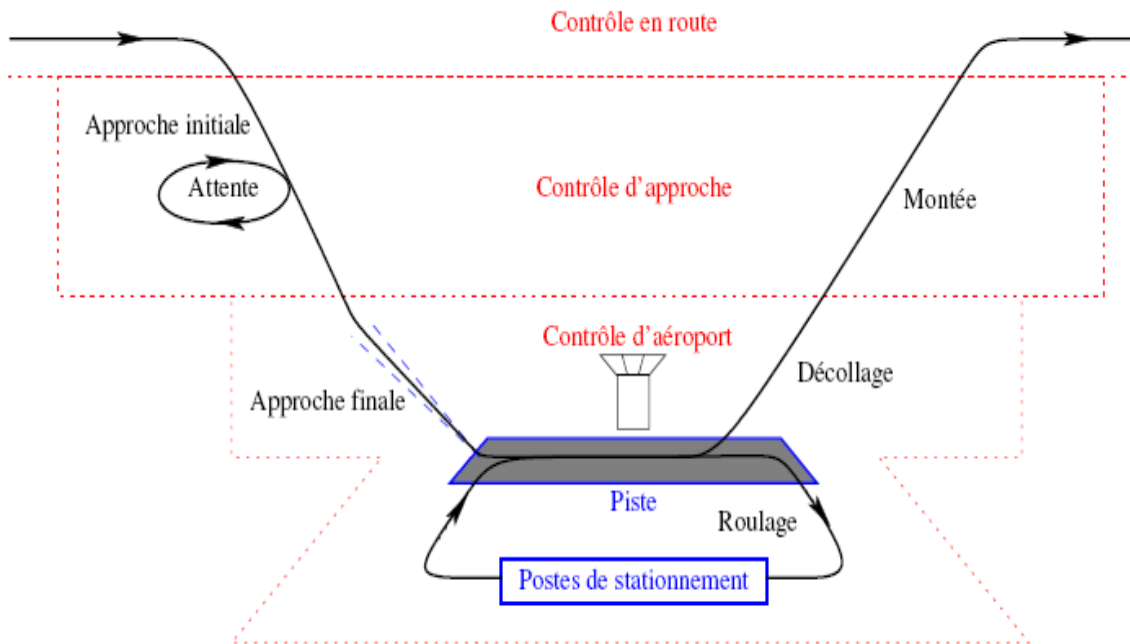 Contrôle en route
Approche initiale
Attente
Contrôle d'approche
Montée
Contrôle d'aéroport
Décollage
Approche finale
Piste
Roulage
Postes de stationnement